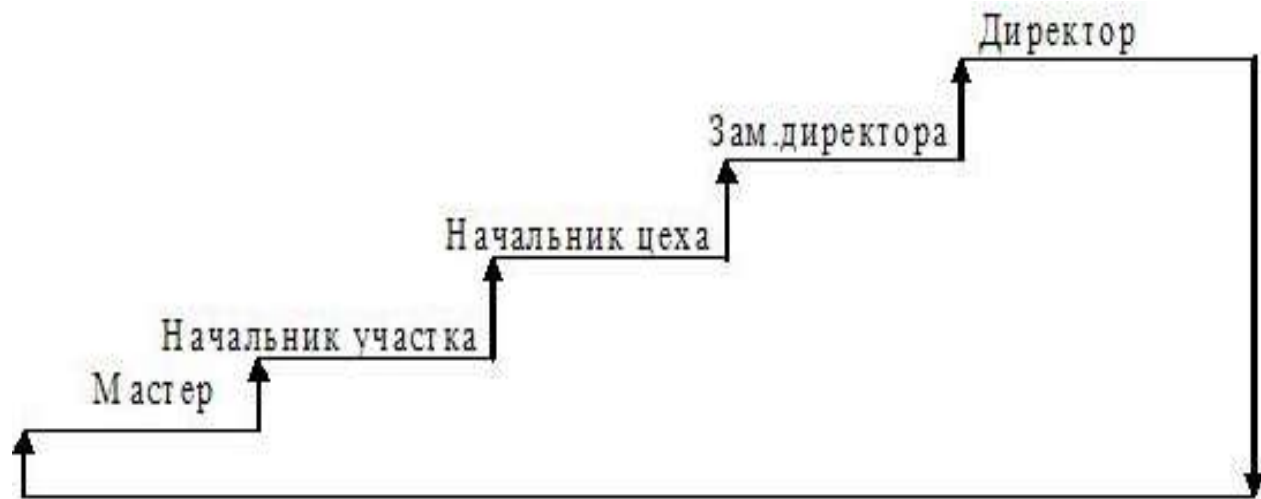 Директор
Зам.директора
Начальник цеха
Начальник участка
Мастер